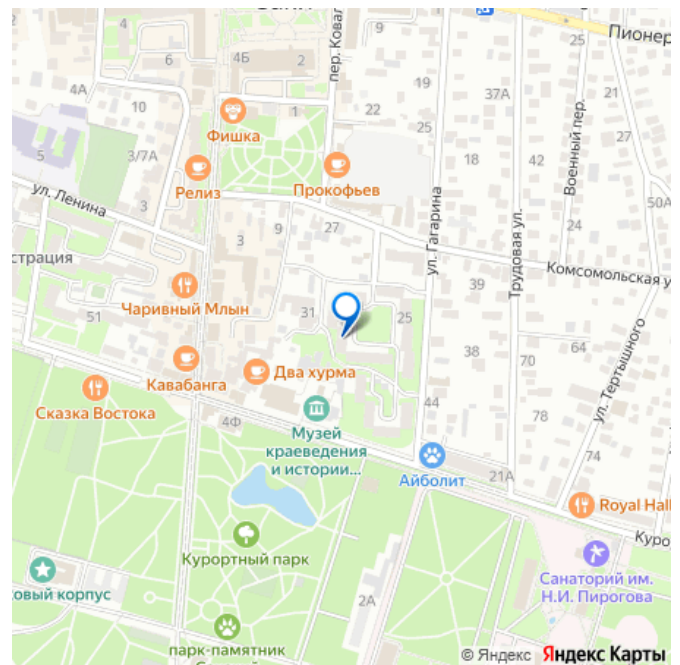 4
6
4Б
2
пер. Ковал
25
Пионер
4А
10
19
37А
21
Фишка
1
22
25
27
Военный пер.
5
3/7А
Прокофьев
18
42
ул. Ленина
Релиз
3
ул. Гагарина
Трудовая ул.
24
50А
3
9
27
страция
Комсомольская у
Чаривный Млын
39
51
31
25
ул. Тертышного
Кавабанга
Два хурма
38
70
64
Сказка Востока
4Ф
44
78
Музей
краеведения
и истории...
Айболит
21А
74
Royal Hall
Куро
Курортный парк
Санаторий им.
Н.И. Пирогова
ковый корпус
2А
парк-памятник
© Яндекс Яндекс Карты